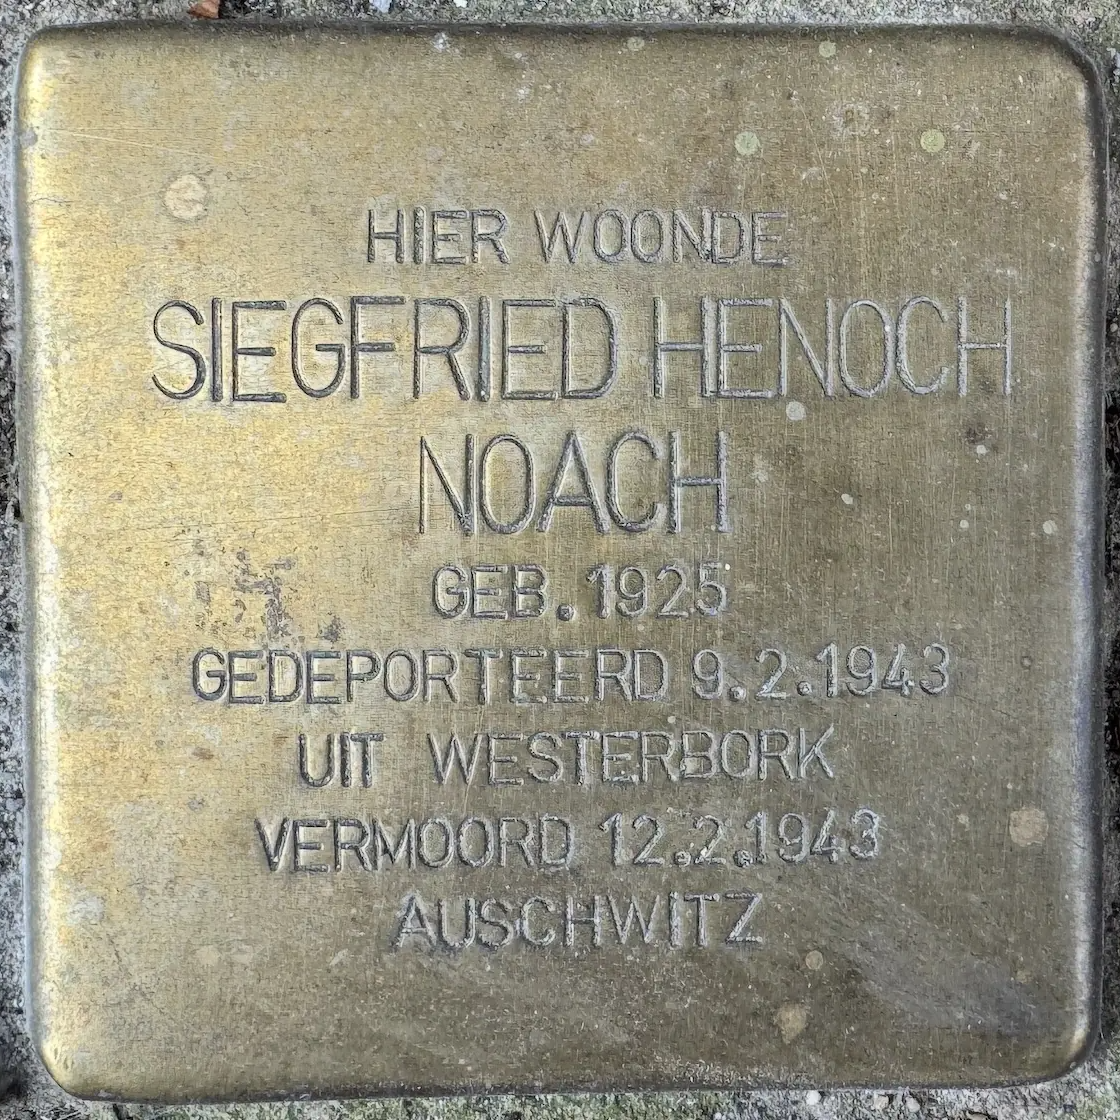 HIER WOONDE
SIEGFRIED HENOCH
NOACH
GEB. 1925
GEDEPORTEERD 9.2.1943
UIT WESTERBORK
VERMOORD 12.2.1943
AUSCHWITZ